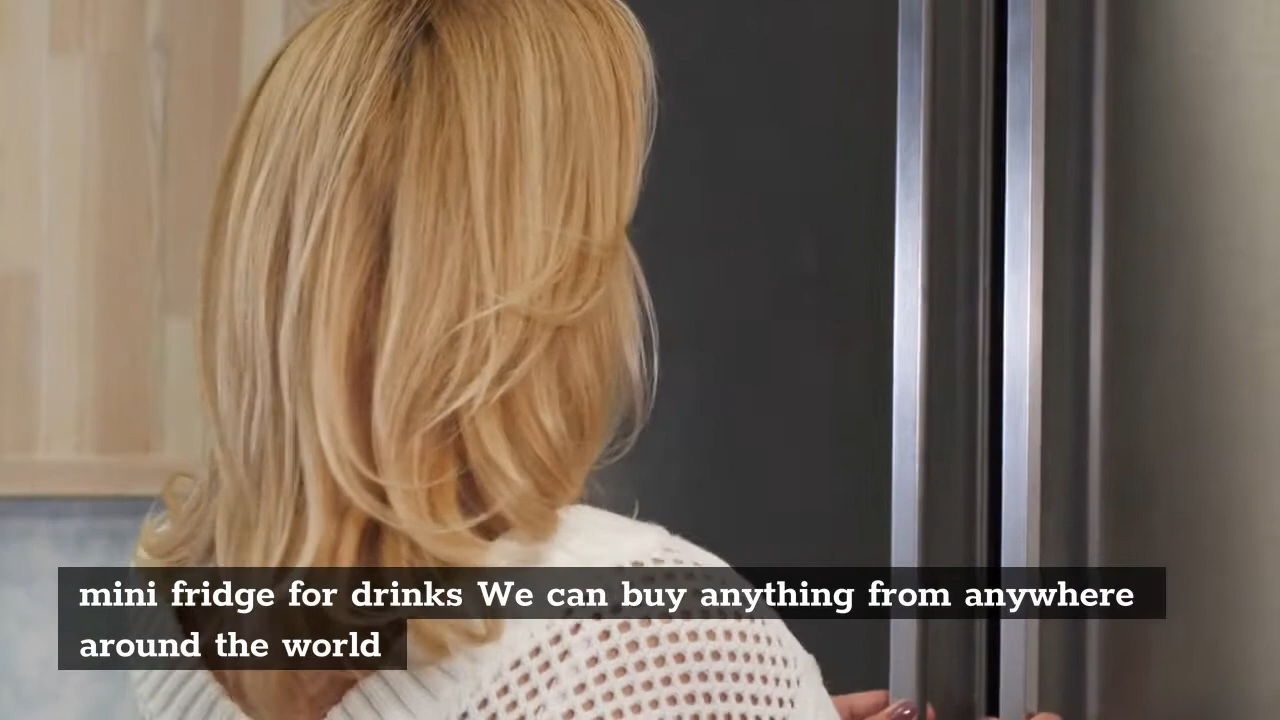 mini fridge for drinks We can buy anything from anywhere
around the world